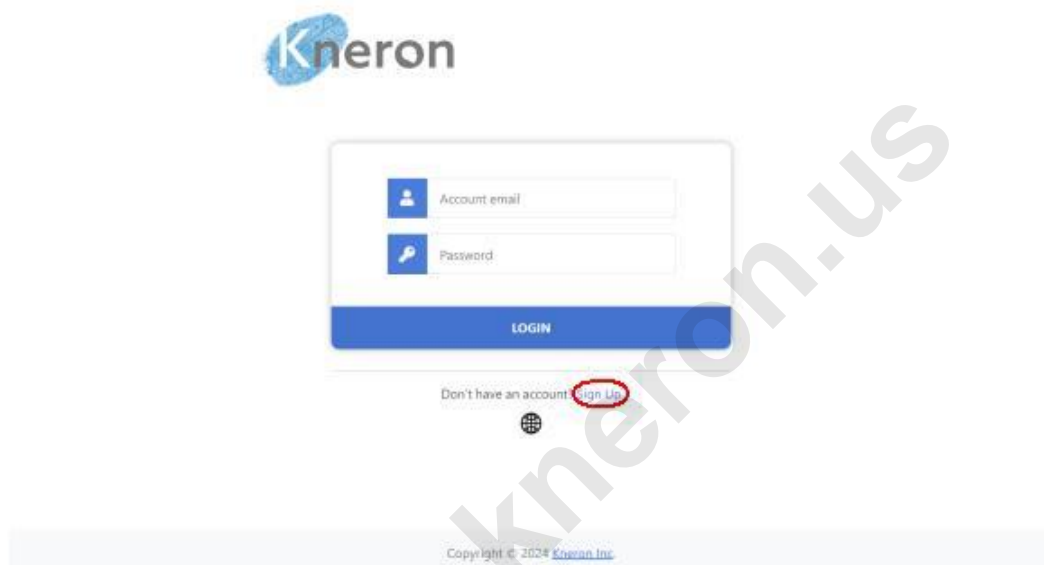 Kneron
Account email
Password
LOGIN
Don't have an account? Sign Up
Copyright © 2024 Kneron Inc.
kneron.us